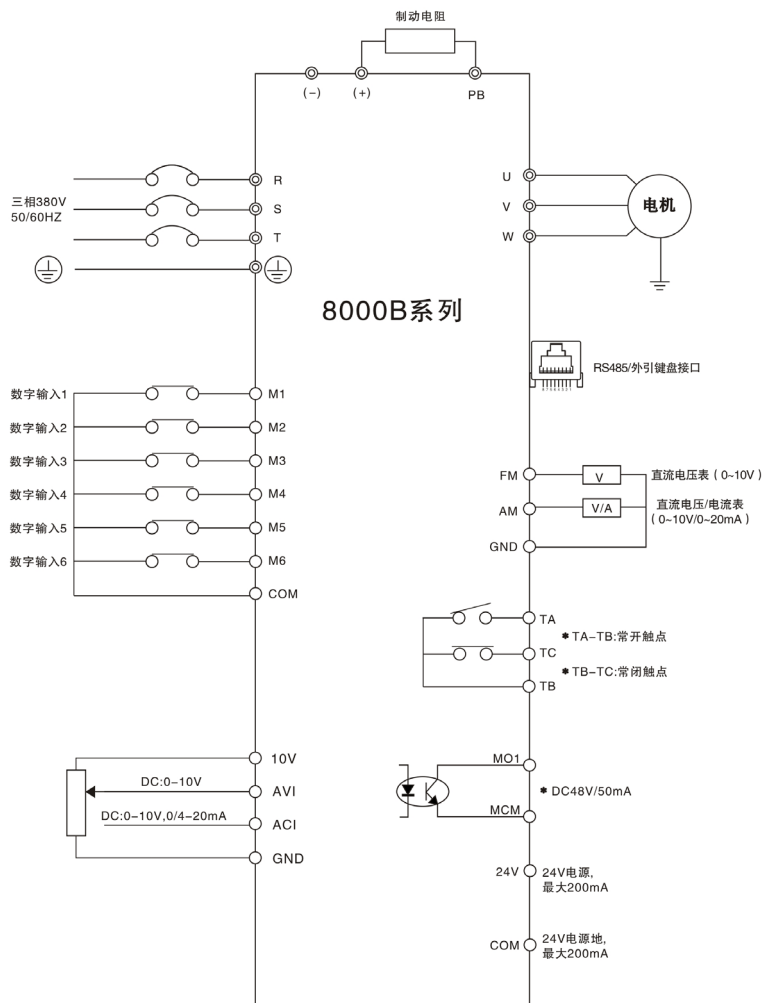 制动电阻
(-)
(+)
PB
R
三相380V
50/60HZ
S
T
U
V
W
电机
8000B系列
RS485/外引键盘接口
数字输入1
M1
数字输入2
M2
数字输入3
M3
数字输入4
M4
数字输入5
M5
数字输入6
M6
COM
FM
V
直流电压表(0~10V)
AM
V/A
直流电压/电流表
(0~10V/0~20mA)
GND
TA
*TA-TB:常开触点
TC
*TB-TC:常闭触点
TB
10V
DC:0-10V
AVI
DC:0-10V,0/4-20mA
ACI
GND
MO1
*DC48V/50mA
MCM
24V
24V电源,
最大200mA
COM
24V电源地,
最大200mA